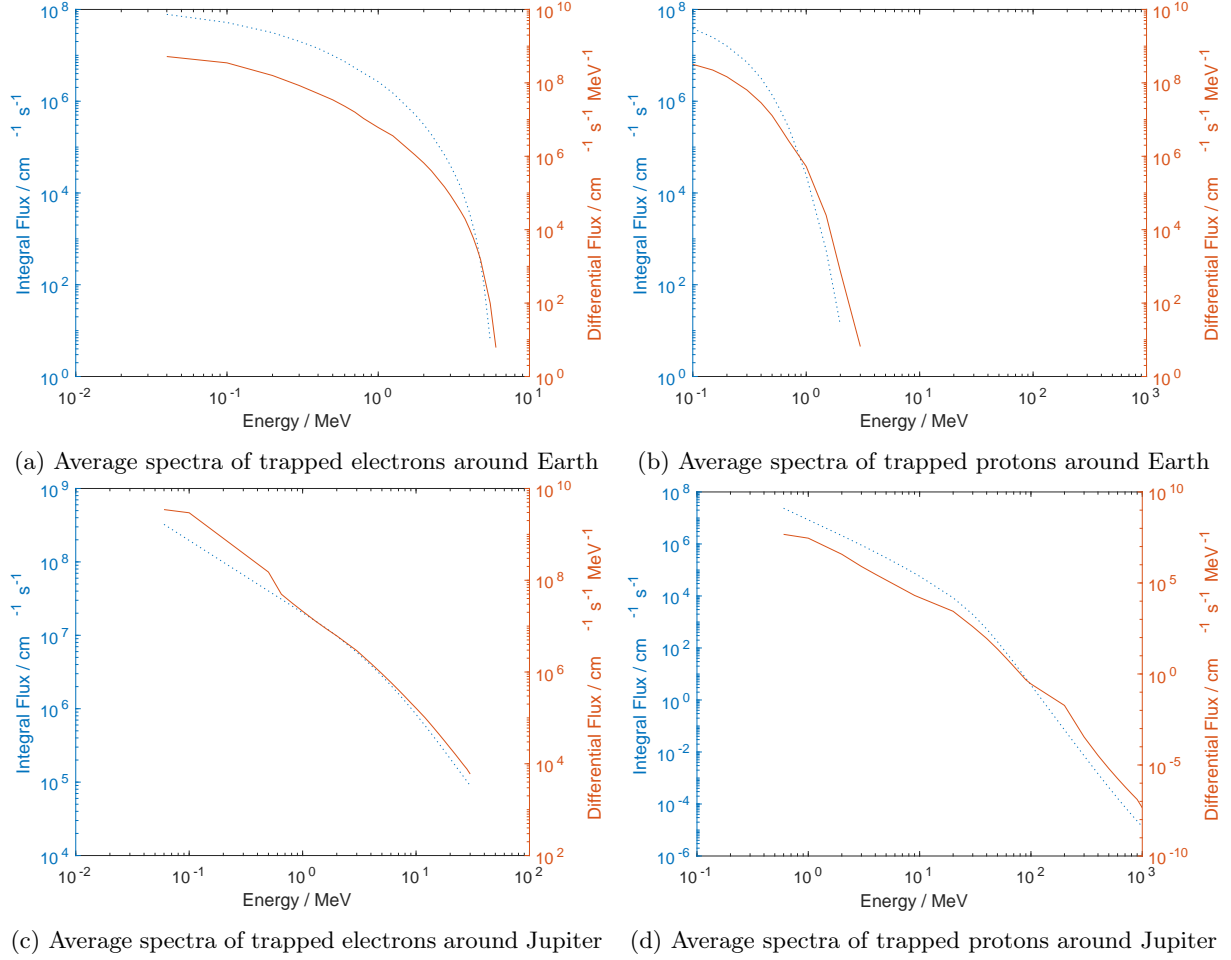 10^8
10^6
10^4
10^2
10^0
Integral Flux / cm ^-1 s^-1
10^10
10^8
10^6
10^4
10^2
10^0
Differential Flux / cm ^-1 s^-1 MeV^-1
10^-2 10^-1 10^0 10^1
Energy / MeV
(a) Average spectra of trapped electrons around Earth
10^8
10^6
10^4
10^2
10^0
Integral Flux / cm ^-1 s^-1
10^10
10^8
10^6
10^4
10^2
10^0
Differential Flux / cm ^-1 s^-1 MeV^-1
10^-1 10^0 10^1 10^2 10^3
Energy / MeV
(b) Average spectra of trapped protons around Earth
10^9
10^8
10^7
10^6
10^5
10^4
Integral Flux / cm ^-1 s^-1
10^10
10^8
10^6
10^4
10^2
Differential Flux / cm ^-1 s^-1 MeV^-1
10^-2 10^-1 10^0 10^1 10^2
Energy / MeV
(c) Average spectra of trapped electrons around Jupiter
10^8
10^6
10^4
10^2
10^0
10^-2
10^-4
10^-6
Integral Flux / cm ^-1 s^-1
10^10
10^5
10^0
10^-5
10^-10
Differential Flux / cm ^-1 s^-1 MeV^-1
10^-1 10^0 10^1 10^2 10^3
Energy / MeV
(d) Average spectra of trapped protons around Jupiter